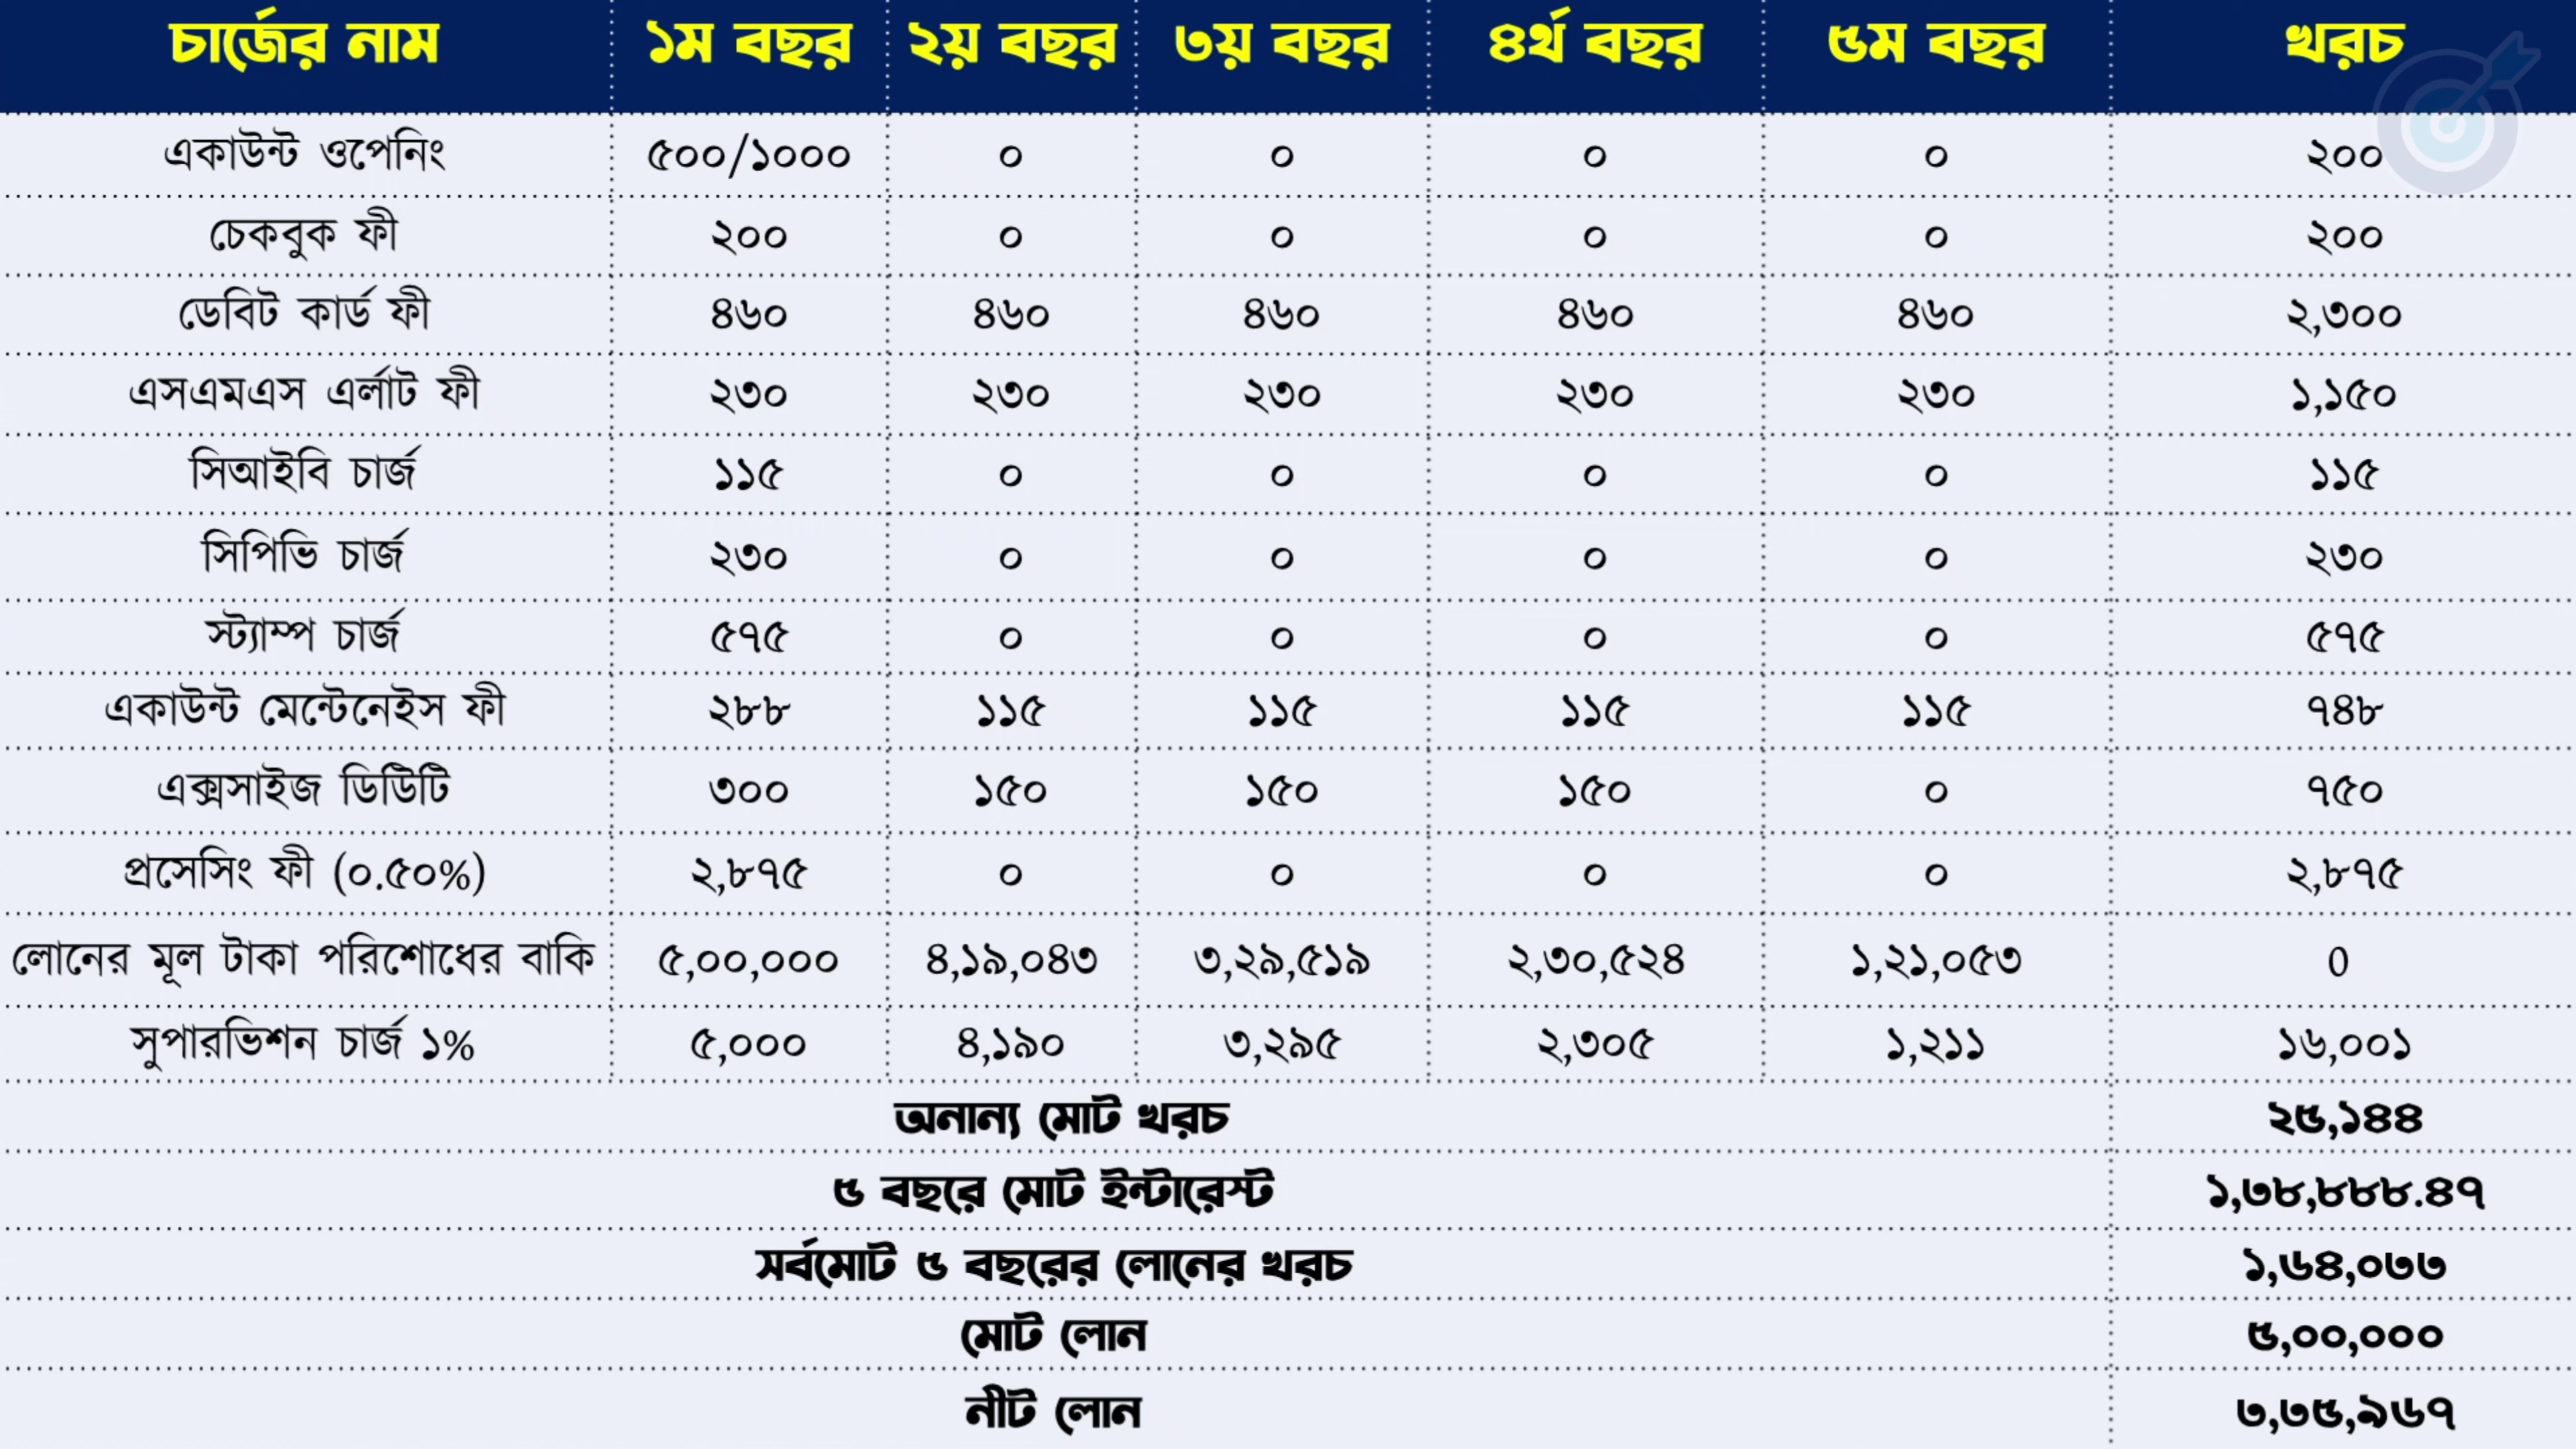 চার্জের নাম ১ম বছর ২য় বছর ৩য় বছর ৪র্থ বছর ৫ম বছর খরচ
একাউন্ট ওপেনিং ৫০০/১০০০ ০ ০ ০ ০ ২০০
চেকবুক ফী ২০০ ০ ০ ০ ০ ২০০
ডেবিট কার্ড ফী ৪৬০ ৪৬০ ৪৬০ ৪৬০ ৪৬০ ২,৩০০
এসএমএস এর্লাট ফী ২৩০ ২৩০ ২৩০ ২৩০ ২৩০ ১,১৫০
সিআইবি চার্জ ১১৫ ০ ০ ০ ০ ১১৫
সিপিভি চার্জ ২৩০ ০ ০ ০ ০ ২৩০
স্ট্যাম্প চার্জ ৫৭৫ ০ ০ ০ ০ ৫৭৫
একাউন্ট মেন্টেনেইস ফী ২৮৮ ১১৫ ১১৫ ১১৫ ১১৫ ৭৪৮
এক্সসাইজ ডিউিটি ৩০০ ১৫০ ১৫০ ১৫০ ০ ৭৫০
প্রসেসিং ফী (০.৫০%) ২,৮৭৫ ০ ০ ০ ০ ২,৮৭৫
লোনের মূল টাকা পরিশোধের বাকি ৫,০০,০০০ ৪,১৯,০৪৩ ৩,২৯,৫১৯ ২,৩০,৫২৪ ১,২১,০৫৩ 0
সুপারভিশন চার্জ ১% ৫,০০০ ৪,১৯০ ৩,২৯৫ ২,৩০৫ ১,২১১ ১৬,০০১
অনান্য মোট খরচ ২৫,১৪৪
৫ বছরে মোট ইন্টারেস্ট ১,৩৮,৮৮৮.৪৭
সর্বমোট ৫ বছরের লোনের খরচ ১,৬৪,০৩৩
মোট লোন ৫,০০,০০০
নীট লোন ৩,৩৫,৯৬৭